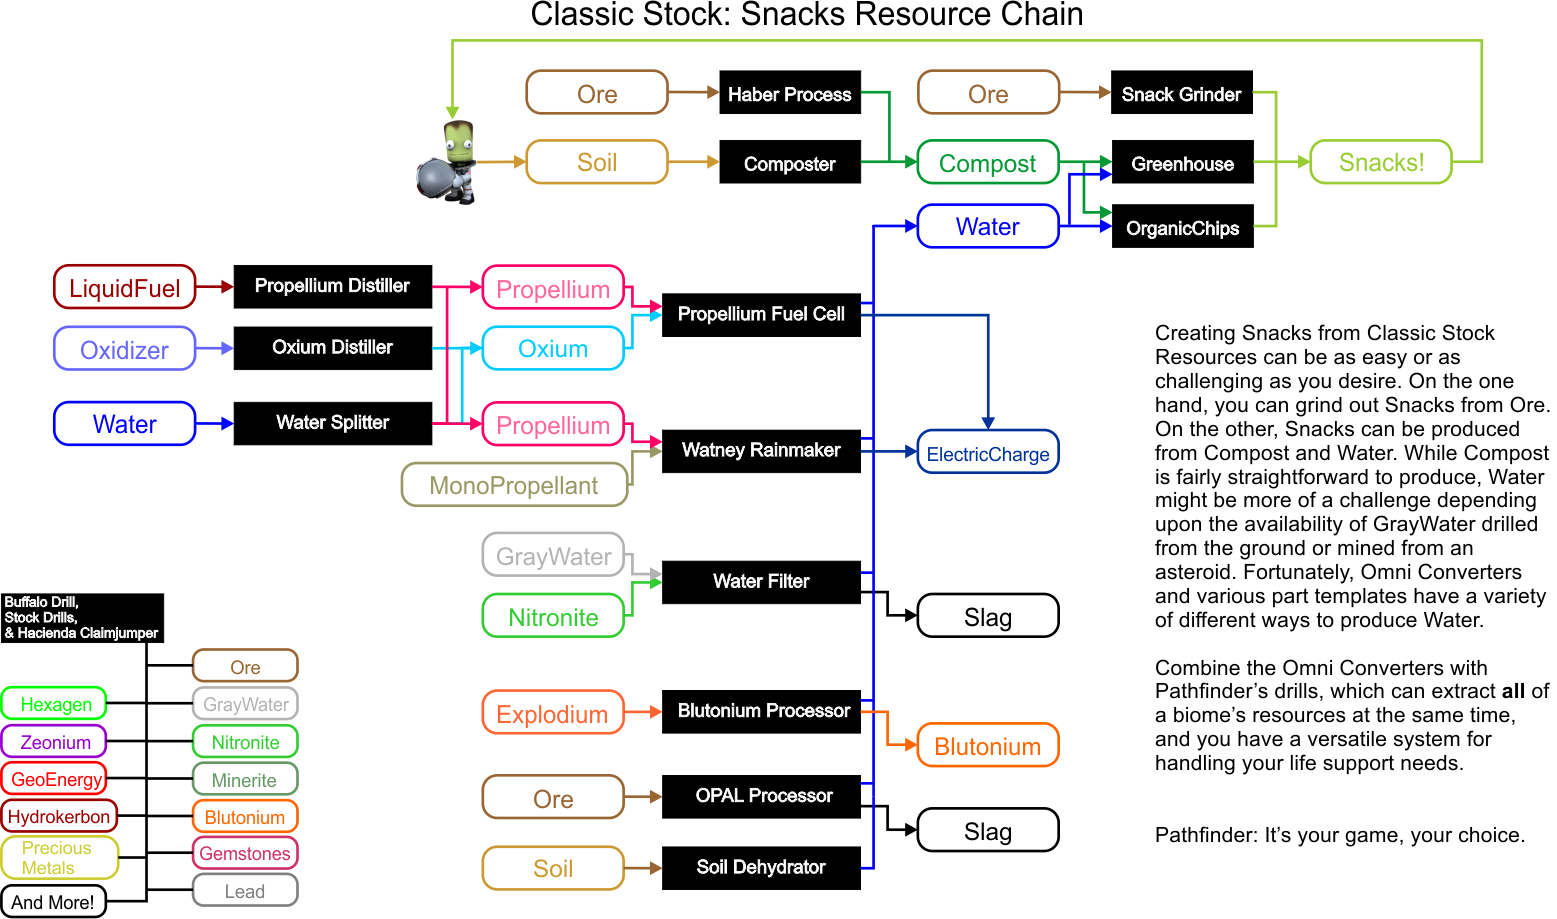 Classic Stock: Snacks Resource Chain
Ore
Haber Process
Ore
Snack Grinder
Soil
Composter
Compost
Greenhouse
Snacks!
Water
OrganicChips
LiquidFuel
Propellium Distiller
Propellium
Propellium Fuel Cell
Oxidizer
Oxium Distiller
Oxium
Water
Water Splitter
Propellium
Watney Rainmaker
ElectricCharge
MonoPropellant
GrayWater
Water Filter
Nitronite
Slag
Explodium
Blutonium Processor
Blutonium
Ore
OPAL Processor
Slag
Soil
Soil Dehydrator
Buffalo Drill,
Stock Drills,
& Hacienda Claimjumper
Ore
Hexagen
GrayWater
Zeonium
Nitronite
GeoEnergy
Minerite
Hydrokerbon
Blutonium
Precious
Metals
Gemstones
And More!
Lead
Creating Snacks from Classic Stock
Resources can be as easy or as
challenging as you desire. On the one
hand, you can grind out Snacks from Ore.
On the other, Snacks can be produced
from Compost and Water. While Compost
is fairly straightforward to produce, Water
might be more of a challenge depending
upon the availability of GrayWater drilled
from the ground or mined from an
asteroid. Fortunately, Omni Converters
and various part templates have a variety
of different ways to produce Water.
Combine the Omni Converters with
Pathfinder's drills, which can extract all of
a biome's resources at the same time,
and you have a versatile system for
handling your life support needs.
Pathfinder: It's your game, your choice.